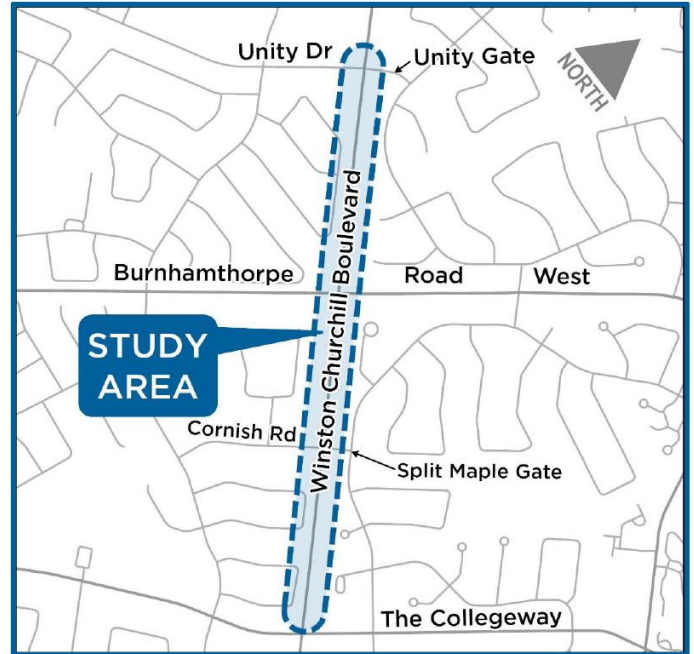 Unity Dr
Unity Gate
NORTH
Winston Churchill Boulevard
Burnhamthorpe Road West
STUDY
AREA
Cornish Rd
Split Maple Gate
The Collegeway